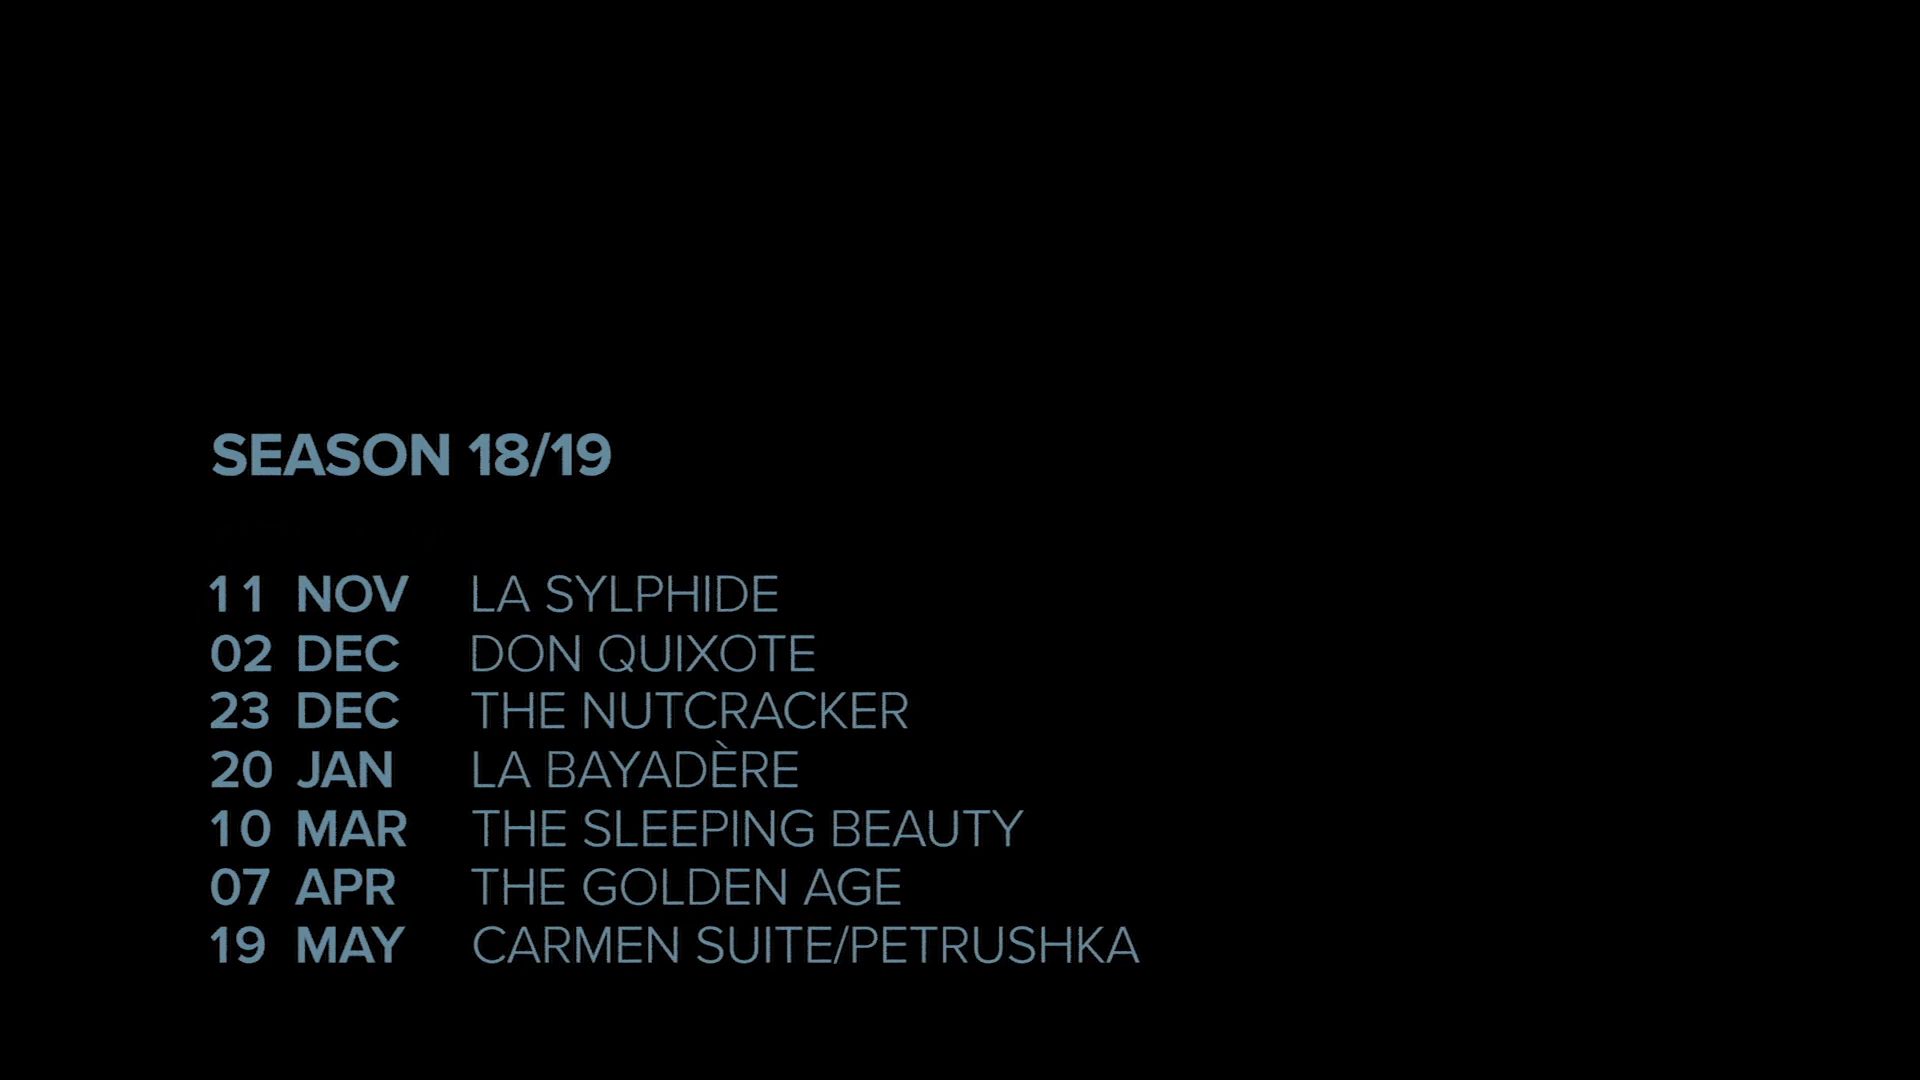 SEASON 18/19
11 NOV LA SYLPHIDE
02 DEC DON QUIXOTE
23 DEC THE NUTCRACKER
20 JAN LA BAYADÈRE
10 MAR THE SLEEPING BEAUTY
07 APR THE GOLDEN AGE
19 MAY CARMEN SUITE/PETRUSHKA